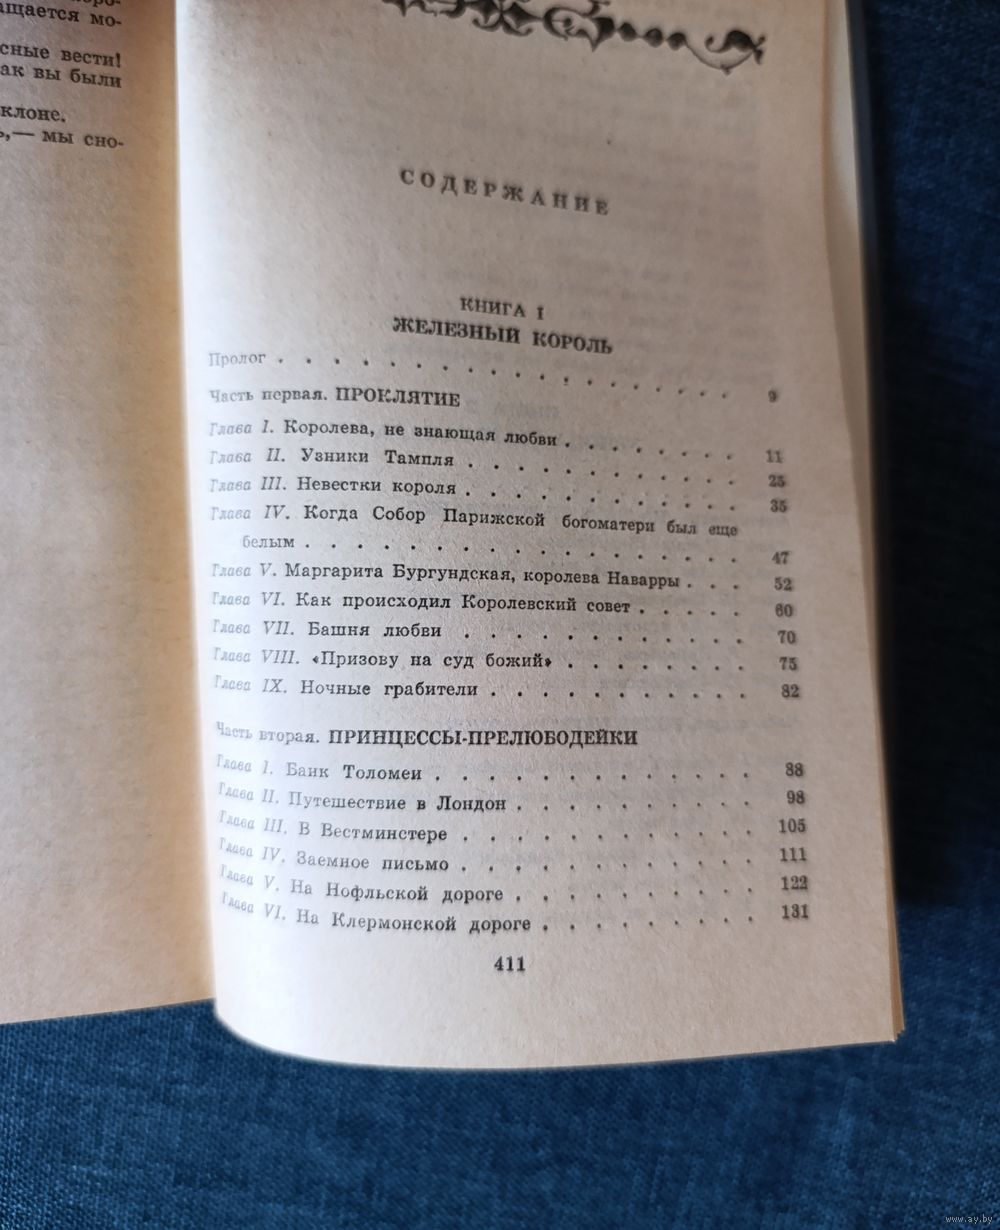 ащается мо-
сные вести!
ак вы были
клоне.
ь,— мы сно-
СОДЕРЖАНИЕ
КНИГА I
ЖЕЛЕЗНЫЙ КОРОЛЬ
Пролог . . . . . . . . . . . . . . . . . 9
Часть первая. ПРОКЛЯТИЕ
Глава I. Королева, не знающая любви . . . . . . . 11
Глава II. Узники Тампля . . . . . . . . . . . 25
Глава III. Невестки короля . . . . . . . . . . . 35
Глава IV. Когда Собор Парижской богоматери был еще
белым . . . . . . . . . . . . . . . . . 47
Глава V. Маргарита Бургундская, королева Наварры . . . 52
Глава VI. Как происходил Королевский совет . . . . . 60
Глава VII. Башня любви . . . . . . . . . . . 70
Глава VIII. «Призову на суд божий» . . . . . . . 75
Глава IX. Ночные грабители . . . . . . . . . . 82
Часть вторая. ПРИНЦЕССЫ-ПРЕЛЮБОДЕЙКИ
Глава I. Банк Толомеи . . . . . . . . . . . . 88
Глава II. Путешествие в Лондон . . . . . . . . . 98
Глава III. В Вестминстере . . . . . . . . . . . 105
Глава IV. Заемное письмо . . . . . . . . . . . 111
Глава V. На Нофльской дороге . . . . . . . . . 122
Глава VI. На Клермонской дороге . . . . . . . . 131
411
www.ay.by